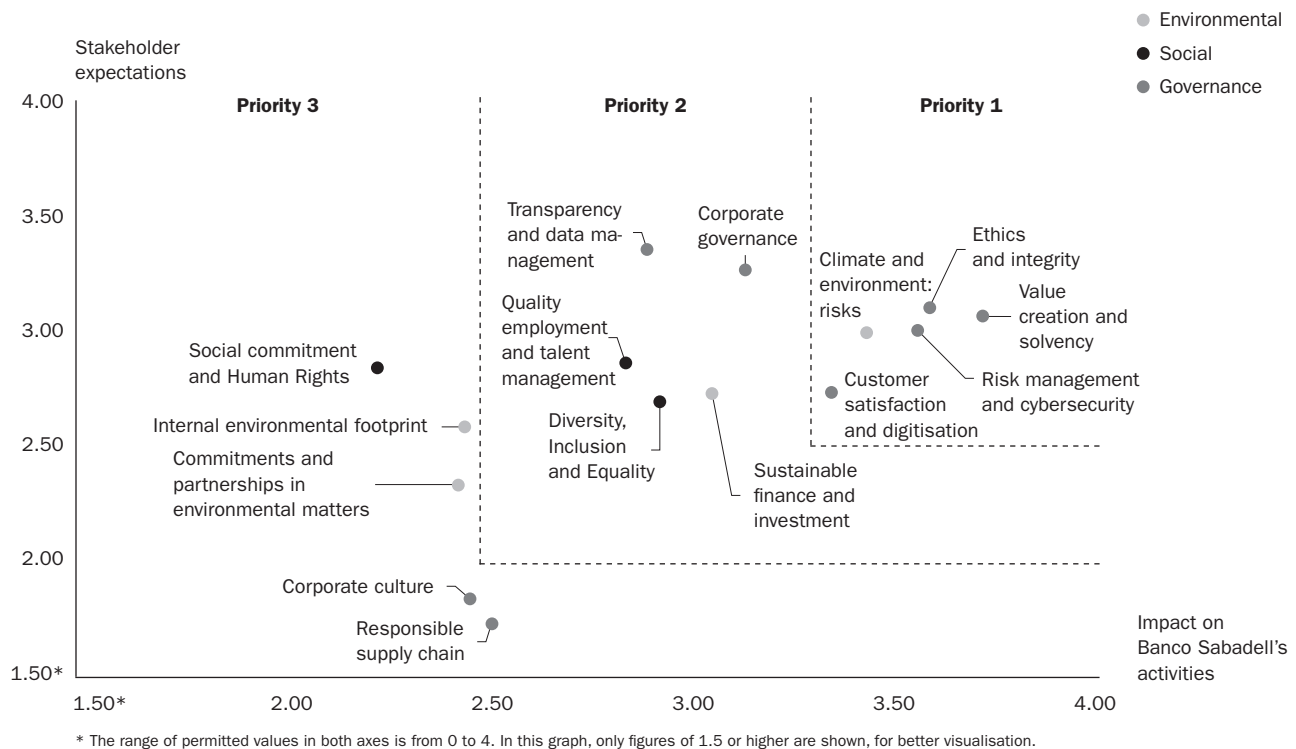 Environmental
Social
Governance
Stakeholder
expectations
4.00
3.50
3.00
2.50
2.00
1.50*
Priority 3
Priority 2
Priority 1
Transparency
and data ma-
nagement
Corporate
governance
Ethics
and integrity
Climate and
environment:
risks
Value
creation and
solvency
Quality
employment
and talent
management
Social commitment
and Human Rights
Customer
satisfaction
and digitisation
Risk management
and cybersecurity
Internal environmental footprint
Diversity,
Inclusion
and Equality
Commitments and
partnerships in
environmental matters
Sustainable
finance and
investment
Corporate culture
Responsible
supply chain
Impact on
Banco Sabadell's
activities
1.50*
2.00
2.50
3.00
3.50
4.00
* The range of permitted values in both axes is from 0 to 4. In this graph, only figures of 1.5 or higher are shown, for better visualisation.